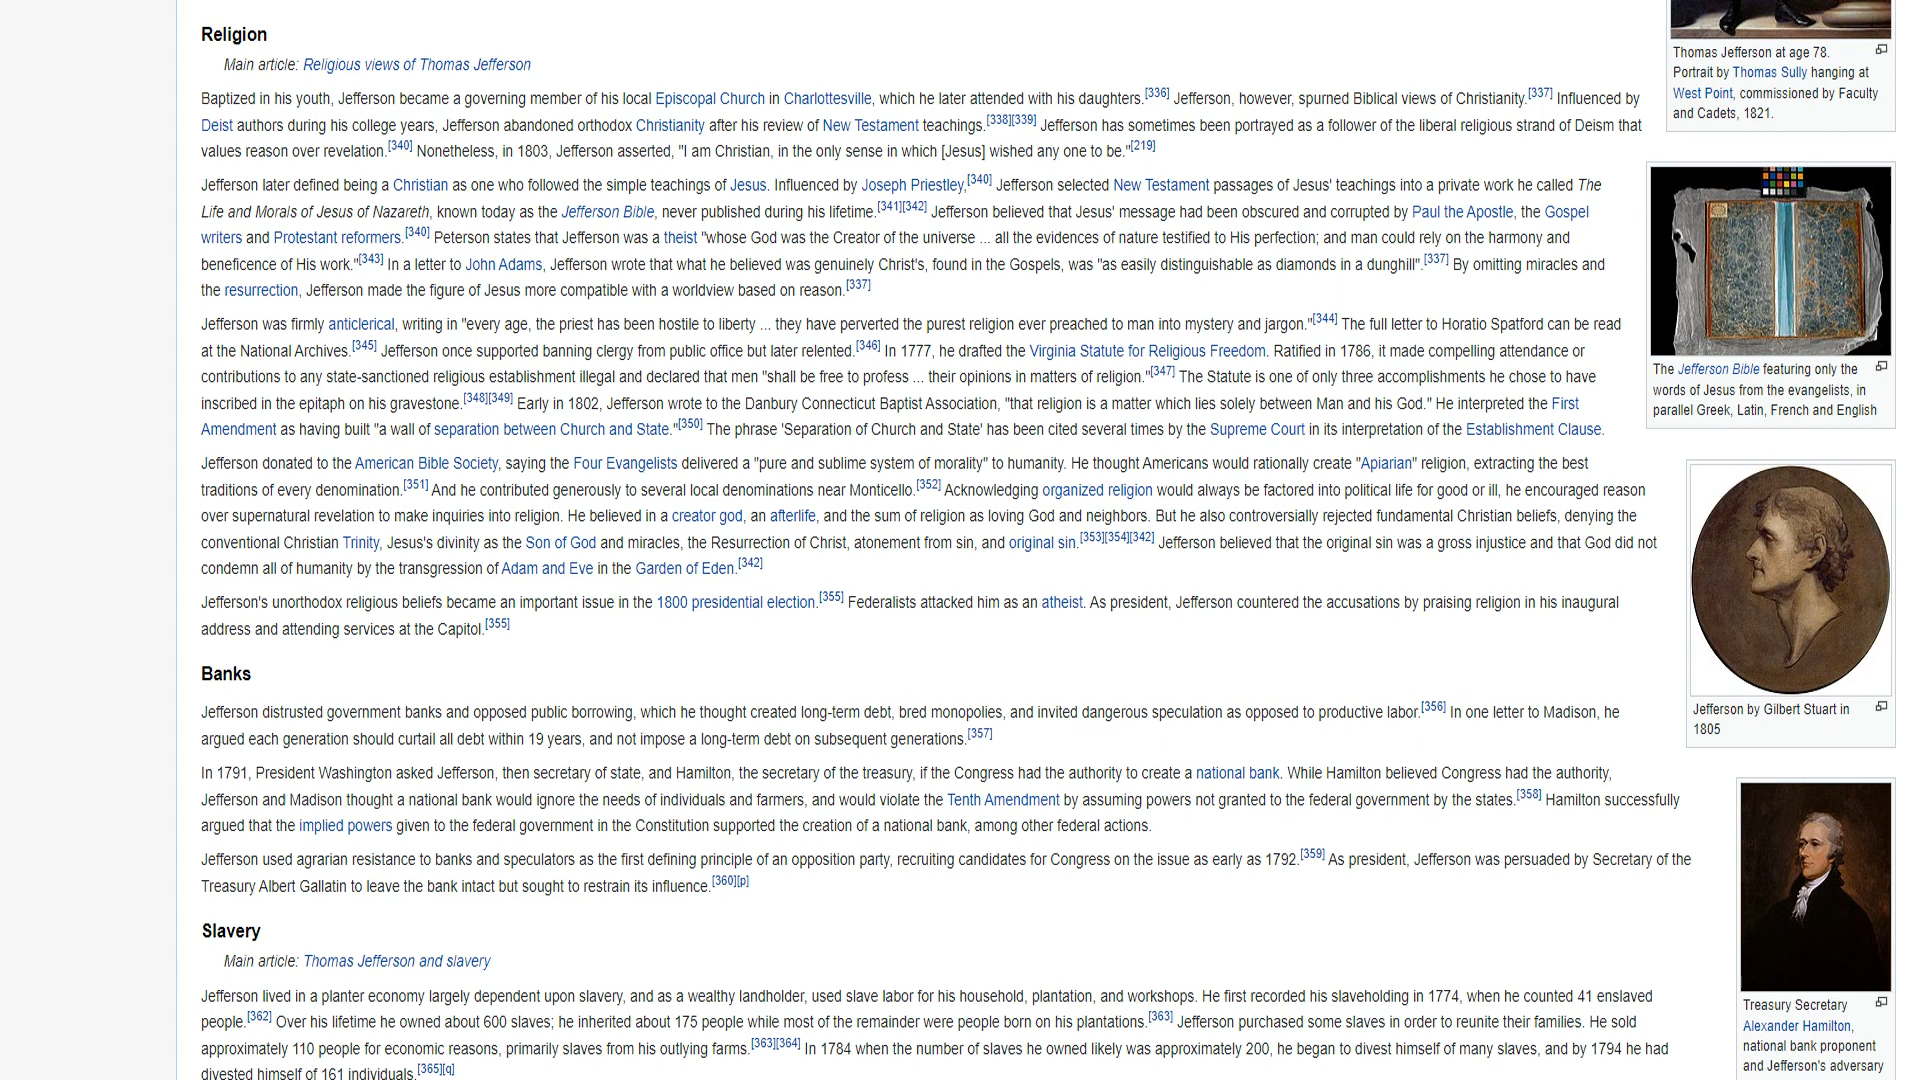 Religion
Main article: Religious views of Thomas Jefferson
Baptized in his youth, Jefferson became a governing member of his local Episcopal Church in Charlottesville, which he later attended with his daughters.[336] Jefferson, however, spurned Biblical views of Christianity.[337] Influenced by
Deist authors during his college years, Jefferson abandoned orthodox Christianity after his review of New Testament teachings.[338][339] Jefferson has sometimes been portrayed as a follower of the liberal religious strand of Deism that
values reason over revelation.[340] Nonetheless, in 1803, Jefferson asserted, "I am Christian, in the only sense in which [Jesus] wished any one to be."[219]
Jefferson later defined being a Christian as one who followed the simple teachings of Jesus. Influenced by Joseph Priestley,[340] Jefferson selected New Testament passages of Jesus' teachings into a private work he called The
Life and Morals of Jesus of Nazareth, known today as the Jefferson Bible, never published during his lifetime.[341][342] Jefferson believed that Jesus' message had been obscured and corrupted by Paul the Apostle, the Gospel
writers and Protestant reformers.[340] Peterson states that Jefferson was a theist "whose God was the Creator of the universe ... all the evidences of nature testified to His perfection; and man could rely on the harmony and
beneficence of His work."[343] In a letter to John Adams, Jefferson wrote that what he believed was genuinely Christ's, found in the Gospels, was "as easily distinguishable as diamonds in a dunghill".[337] By omitting miracles and
the resurrection, Jefferson made the figure of Jesus more compatible with a worldview based on reason.[337]
Jefferson was firmly anticlerical, writing in "every age, the priest has been hostile to liberty ... they have perverted the purest religion ever preached to man into mystery and jargon."[344] The full letter to Horatio Spatford can be read
at the National Archives.[345] Jefferson once supported banning clergy from public office but later relented.[346] In 1777, he drafted the Virginia Statute for Religious Freedom. Ratified in 1786, it made compelling attendance or
contributions to any state-sanctioned religious establishment illegal and declared that men "shall be free to profess ... their opinions in matters of religion."[347] The Statute is one of only three accomplishments he chose to have
inscribed in the epitaph on his gravestone.[348][349] Early in 1802, Jefferson wrote to the Danbury Connecticut Baptist Association, "that religion is a matter which lies solely between Man and his God." He interpreted the First
Amendment as having built "a wall of separation between Church and State."[350] The phrase 'Separation of Church and State' has been cited several times by the Supreme Court in its interpretation of the Establishment Clause.
Jefferson donated to the American Bible Society, saying the Four Evangelists delivered a "pure and sublime system of morality" to humanity. He thought Americans would rationally create "Apiarian" religion, extracting the best
traditions of every denomination.[351] And he contributed generously to several local denominations near Monticello.[352] Acknowledging organized religion would always be factored into political life for good or ill, he encouraged reason
over supernatural revelation to make inquiries into religion. He believed in a creator god, an afterlife, and the sum of religion as loving God and neighbors. But he also controversially rejected fundamental Christian beliefs, denying the
conventional Christian Trinity, Jesus's divinity as the Son of God and miracles, the Resurrection of Christ, atonement from sin, and original sin.[353][354][342] Jefferson believed that the original sin was a gross injustice and that God did not
condemn all of humanity by the transgression of Adam and Eve in the Garden of Eden.[342]
Jefferson's unorthodox religious beliefs became an important issue in the 1800 presidential election.[355] Federalists attacked him as an atheist. As president, Jefferson countered the accusations by praising religion in his inaugural
address and attending services at the Capitol.[355]
Banks
Jefferson distrusted government banks and opposed public borrowing, which he thought created long-term debt, bred monopolies, and invited dangerous speculation as opposed to productive labor.[356] In one letter to Madison, he
argued each generation should curtail all debt within 19 years, and not impose a long-term debt on subsequent generations.[357]
In 1791, President Washington asked Jefferson, then secretary of state, and Hamilton, the secretary of the treasury, if the Congress had the authority to create a national bank. While Hamilton believed Congress had the authority,
Jefferson and Madison thought a national bank would ignore the needs of individuals and farmers, and would violate the Tenth Amendment by assuming powers not granted to the federal government by the states.[358] Hamilton successfully
argued that the implied powers given to the federal government in the Constitution supported the creation of a national bank, among other federal actions.
Jefferson used agrarian resistance to banks and speculators as the first defining principle of an opposition party, recruiting candidates for Congress on the issue as early as 1792.[359] As president, Jefferson was persuaded by Secretary of the
Treasury Albert Gallatin to leave the bank intact but sought to restrain its influence.[360][p]
Slavery
Main article: Thomas Jefferson and slavery
Jefferson lived in a planter economy largely dependent upon slavery, and as a wealthy landholder, used slave labor for his household, plantation, and workshops. He first recorded his slaveholding in 1774, when he counted 41 enslaved
people.[362] Over his lifetime he owned about 600 slaves; he inherited about 175 people while most of the remainder were people born on his plantations.[363] Jefferson purchased some slaves in order to reunite their families. He sold
approximately 110 people for economic reasons, primarily slaves from his outlying farms.[363][364] In 1784 when the number of slaves he owned likely was approximately 200, he began to divest himself of many slaves, and by 1794 he had
divested himself of 161 individuals.[365][q]
Thomas Jefferson at age 78.
Portrait by Thomas Sully hanging at
West Point, commissioned by Faculty
and Cadets, 1821.
The Jefferson Bible featuring only the
words of Jesus from the evangelists, in
parallel Greek, Latin, French and English
Jefferson by Gilbert Stuart in
1805
Treasury Secretary
Alexander Hamilton,
national bank proponent
and Jefferson's adversary